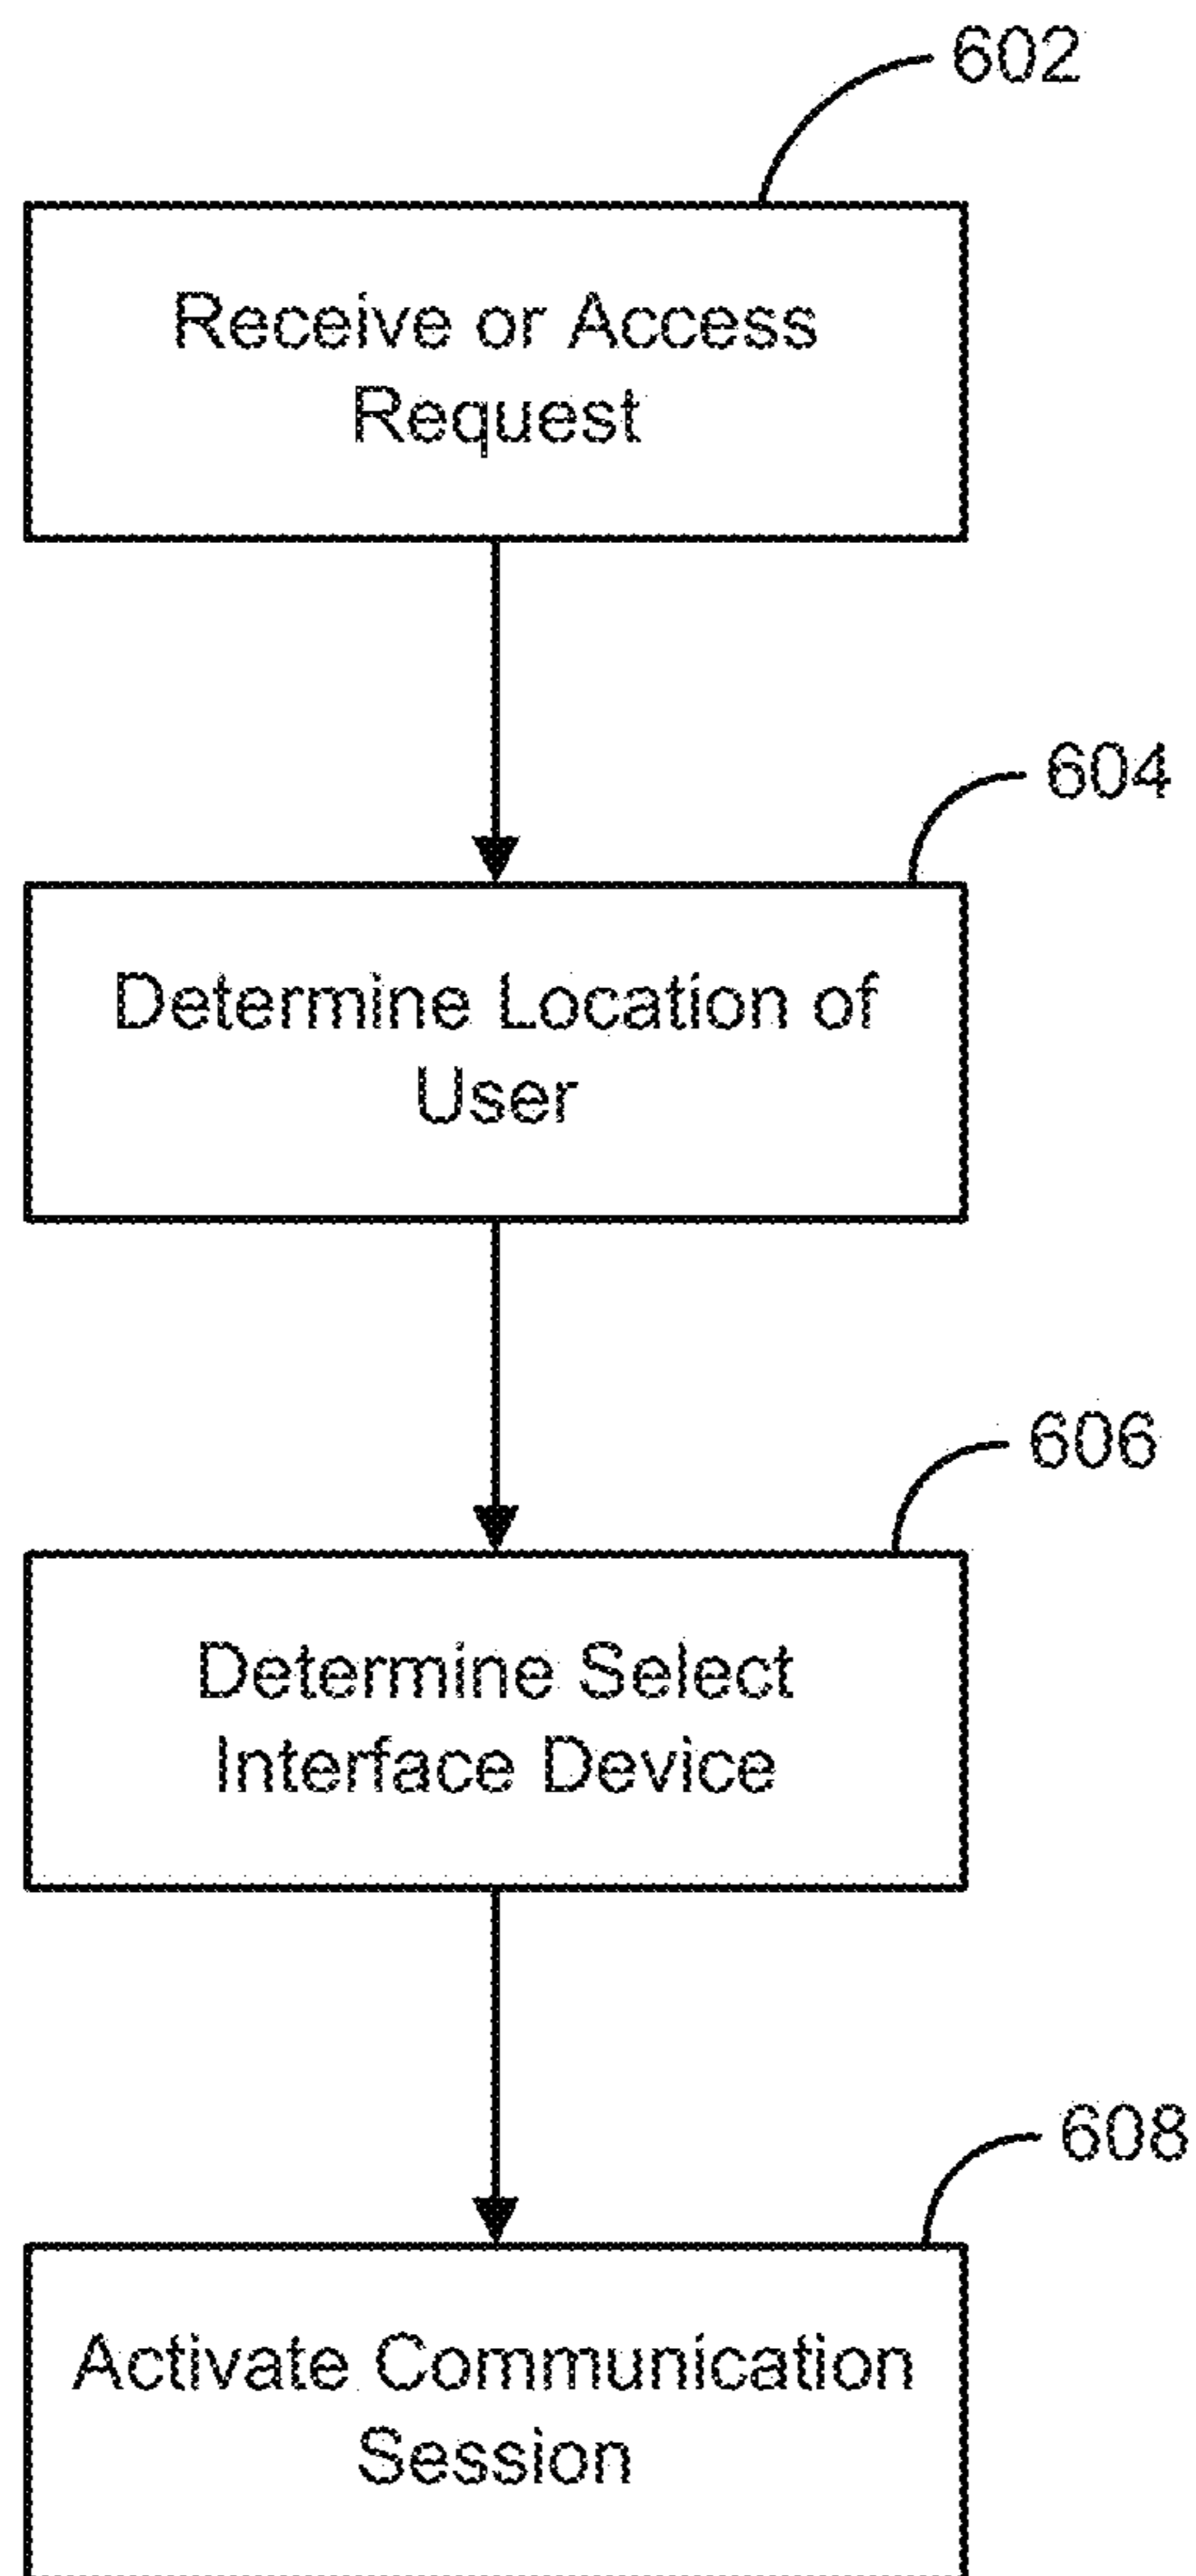 602
Receive or Access
Request
604
Determine Location of
User
606
Determine Select
Interface Device
608
Activate Communication
Session